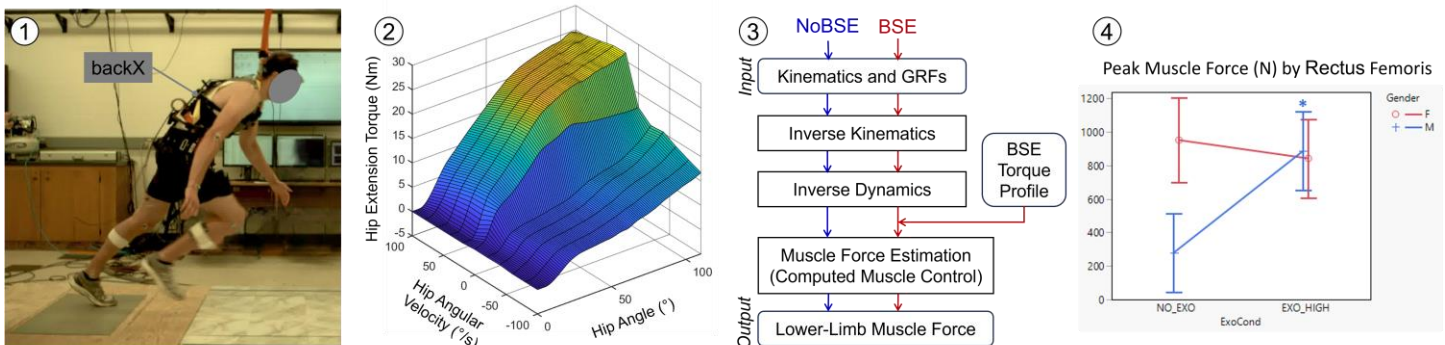 1
backX
2
Hip Extension Torque (Nm)
30
25
20
15
10
5
0
-5
100
50
0
-50
-100
Hip Angular
Velocity (°/s)
0
50
100
Hip Angle (°)
3
NoBSE BSE
Input
Kinematics and GRFs
Inverse Kinematics
Inverse Dynamics
BSE
Torque
Profile
Muscle Force Estimation
(Computed Muscle Control)
Output
Lower-Limb Muscle Force
4
Peak Muscle Force (N) by Rectus Femoris
1200
1000
800
600
400
200
0
*
NO_EXO EXO_HIGH
ExoCond
Gender
F
M